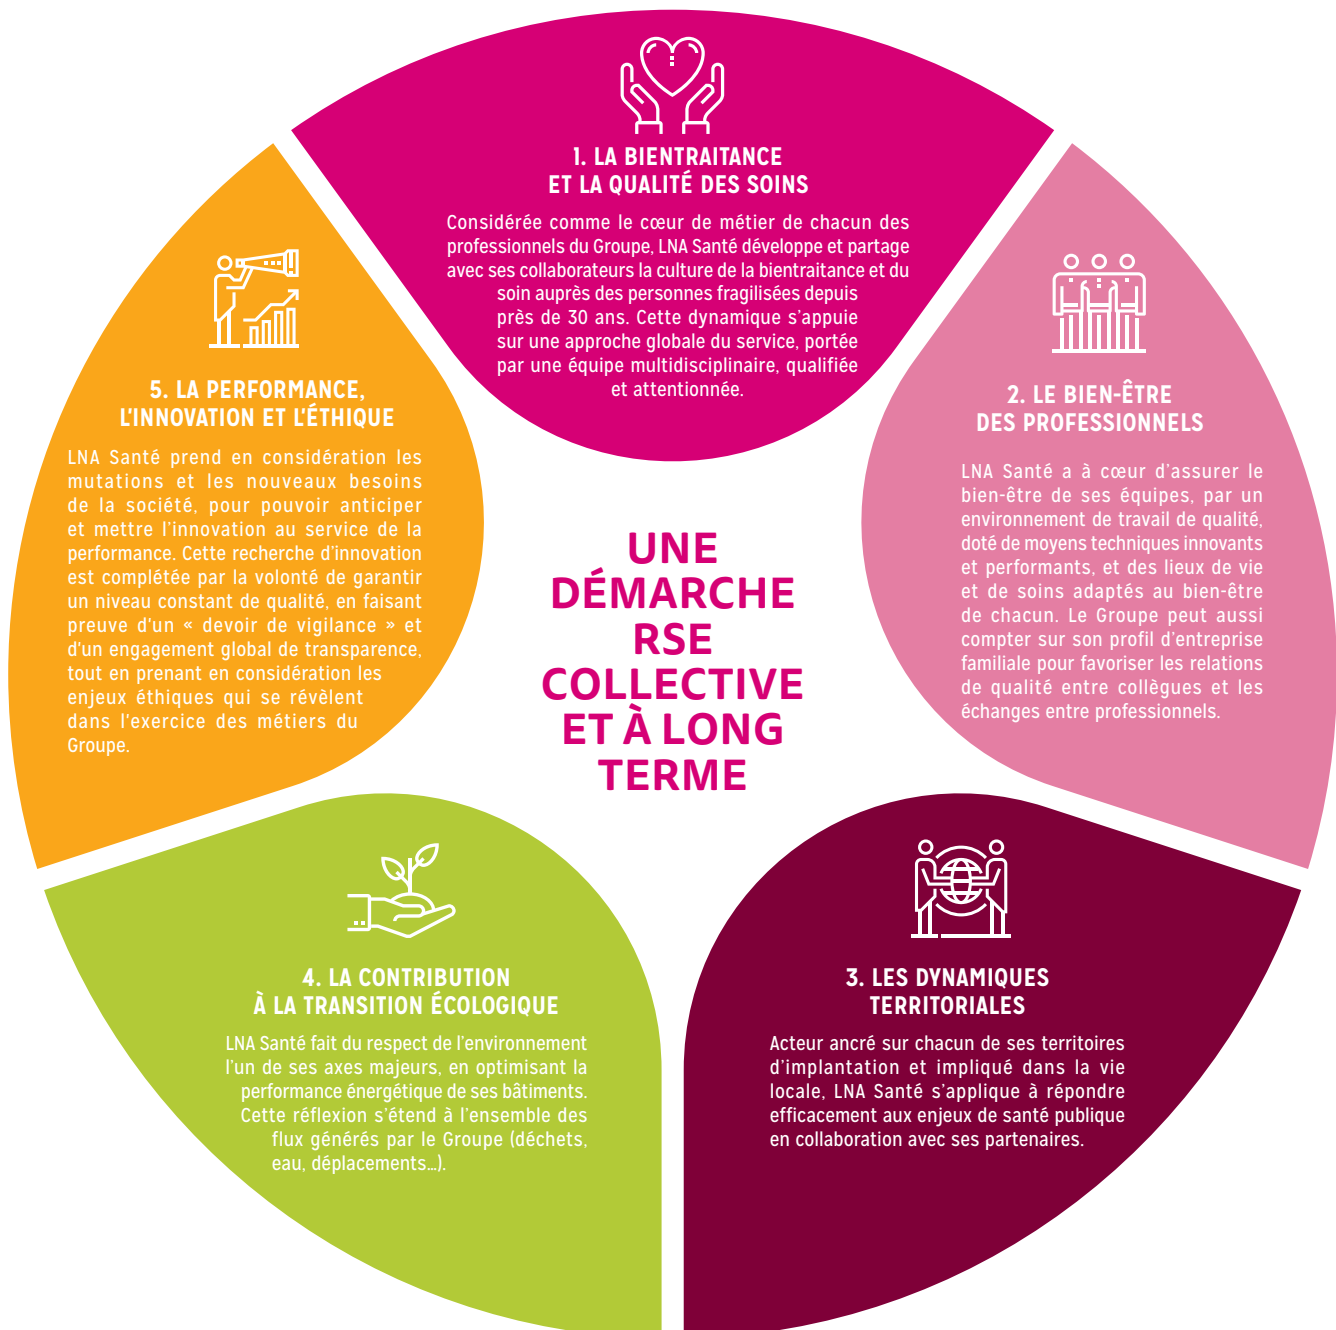 1. LA BIENTRAITANCE
ET LA QUALITÉ DES SOINS
Considérée comme le cœur de métier de chacun des
professionnels du Groupe, LNA Santé développe et partage
avec ses collaborateurs la culture de la bientraitance et du
soin auprès des personnes fragilisées depuis
près de 30 ans. Cette dynamique s’appuie
sur une approche globale du service, portée
par une équipe multidisciplinaire, qualifiée
et attentionnée.
2. LE BIEN-ÊTRE
DES PROFESSIONNELS
LNA Santé a à cœur d’assurer le
bien-être de ses équipes, par un
environnement de travail de qualité,
doté de moyens techniques innovants
et performants, et des lieux de vie
et de soins adaptés au bien-être
de chacun. Le Groupe peut aussi
compter sur son profil d’entreprise
familiale pour favoriser les relations
de qualité entre collègues et les
échanges entre professionnels.
3. LES DYNAMIQUES
TERRITORIALES
Acteur ancré sur chacun de ses territoires
d’implantation et impliqué dans la vie
locale, LNA Santé s’applique à répondre
efficacement aux enjeux de santé publique
en collaboration avec ses partenaires.
4. LA CONTRIBUTION
À LA TRANSITION ÉCOLOGIQUE
LNA Santé fait du respect de l’environnement
l’un de ses axes majeurs, en optimisant la
performance énergétique de ses bâtiments.
Cette réflexion s’étend à l’ensemble des
flux générés par le Groupe (déchets,
eau, déplacements…).
5. LA PERFORMANCE,
L'INNOVATION ET L'ÉTHIQUE
LNA Santé prend en considération les
mutations et les nouveaux besoins
de la société, pour pouvoir anticiper
et mettre l’innovation au service de la
performance. Cette recherche d’innovation
est complétée par la volonté de garantir
un niveau constant de qualité, en faisant
preuve d'un « devoir de vigilance » et
d'un engagement global de transparence,
tout en prenant en considération les
enjeux éthiques qui se révèlent
dans l'exercice des métiers du
Groupe.
UNE
DÉMARCHE
RSE
COLLECTIVE
ET À LONG
TERME